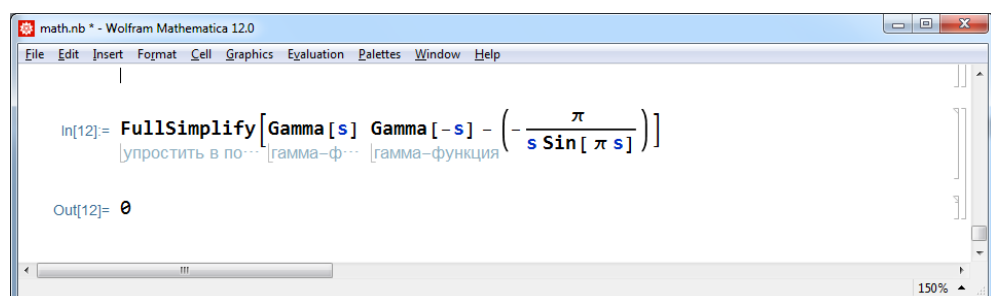 math.nb * - Wolfram Mathematica 12.0
File Edit Insert Format Cell Graphics Evaluation Palettes Window Help
In[12]:= FullSimplify[Gamma[s] Gamma[-s] - (-π/(s Sin[π s]))]
упростить в по… гамма-ф… гамма-функция
Out[12]= 0
150%